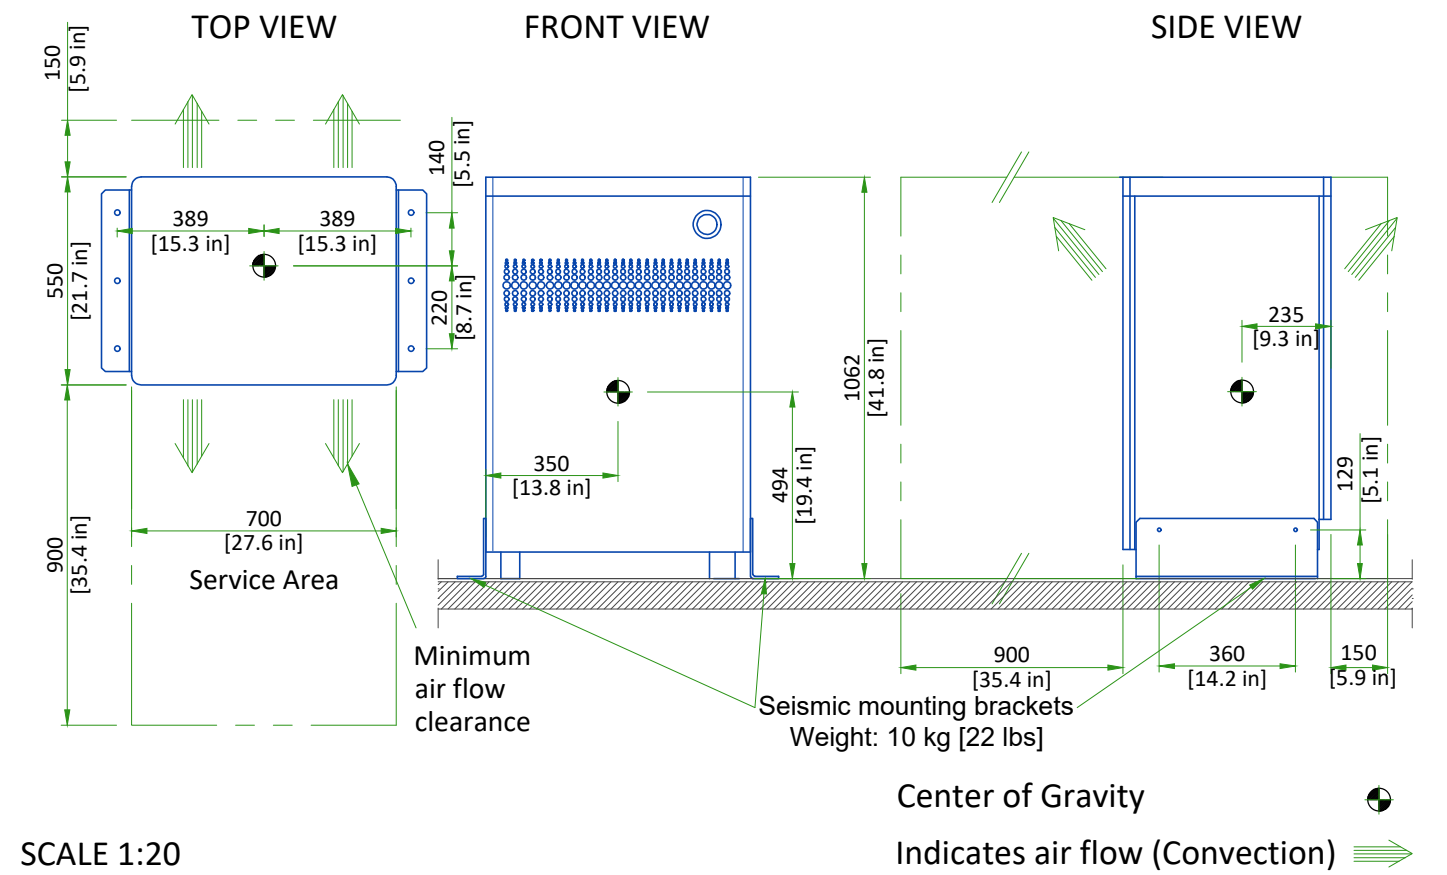 TOP VIEW
FRONT VIEW
SIDE VIEW
150
[5.9 in]
140
[5.5 in]
389
[15.3 in]
389
[15.3 in]
550
[21.7 in]
220
[8.7 in]
235
[9.3 in]
1062
[41.8 in]
350
[13.8 in]
494
[19.4 in]
129
[5.1 in]
700
[27.6 in]
900
[35.4 in]
Service Area
Minimum
air flow
clearance
900
[35.4 in]
360
[14.2 in]
150
[5.9 in]
Seismic mounting brackets
Weight: 10 kg [22 lbs]
Center of Gravity
Indicates air flow (Convection)
SCALE 1:20